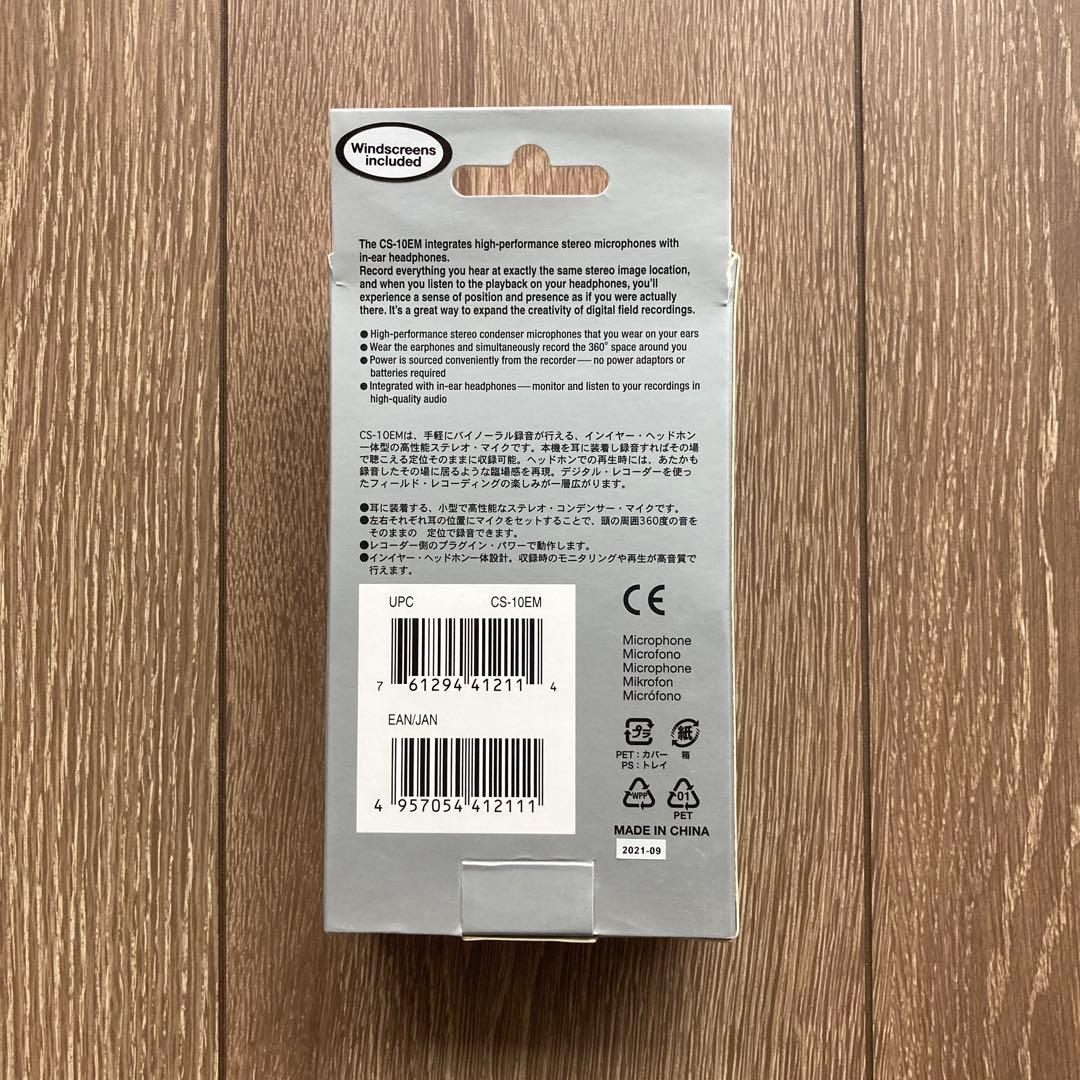 Windscreens
included
The CS-10EM integrates high-performance stereo microphones with
in-ear headphones.
Record everything you hear at exactly the same stereo image location,
and when you listen to the playback on your headphones, you'll
experience a sense of position and presence as if you were actually
there. It's a great way to expand the creativity of digital field recordings.
● High-performance stereo condenser microphones that you wear on your ears
● Wear the earphones and simultaneously record the 360° space around you
● Power is sourced conveniently from the recorder — no power adaptors or
batteries required
● Integrated with in-ear headphones — monitor and listen to your recordings in
high-quality audio
CS-10EMは、手軽にバイノーラル録音が行える、インイヤー・ヘッドホン
一体型の高性能ステレオ・マイクです。本機を耳に装着し録音すればその場
で聴こえる定位そのままに収録可能。ヘッドホンでの再生時には、あたかも
録音したその場に居るような臨場感を再現。デジタル・レコーダーを使っ
たフィールド・レコーディングの楽しみが一層広がります。
●耳に装着する、小型で高性能なステレオ・コンデンサー・マイクです。
●左右それぞれ耳の位置にマイクをセットすることで、頭の周囲360度の音を
そのままの 定位で録音できます。
●レコーダー側のプラグイン・パワーで動作します。
●インイヤー・ヘッドホン一体設計。収録時のモニタリングや再生が高音質で
行えます。
UPC CS-10EM
7 61294 41211 4
EAN/JAN
4 957054 412111
CE
Microphone
Microfono
Microphone
Mikrofon
Micrófono
プラ 紙
PET：カバー 箱
PS：トレイ
WPP 01
PET
MADE IN CHINA
2021-09